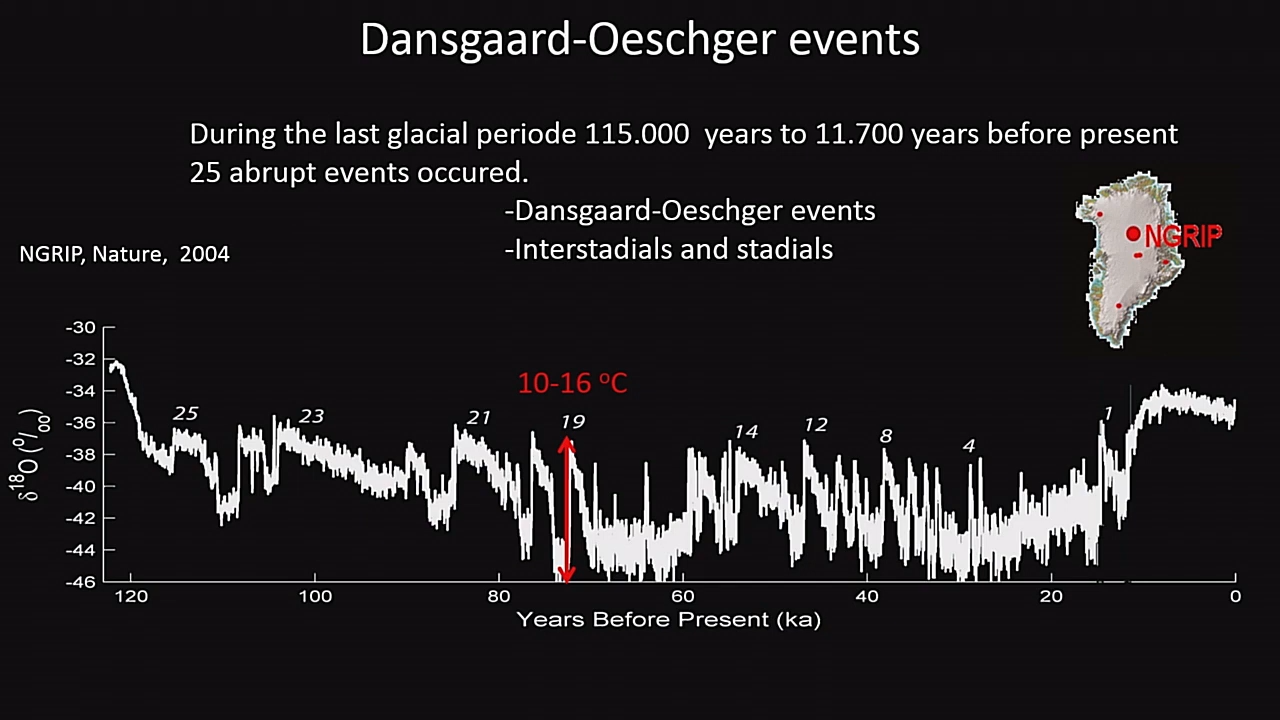 Dansgaard-Oeschger events
During the last glacial periode 115.000 years to 11.700 years before present
25 abrupt events occured.
-Dansgaard-Oeschger events
-Interstadials and stadials
NGRIP, Nature, 2004
NGRIP
10-16 °C
25 23 21 19 14 12 8 4 1
δ¹⁸O (⁰/₀₀)
-30
-32
-34
-36
-38
-40
-42
-44
-46
120 100 80 60 40 20 0
Years Before Present (ka)